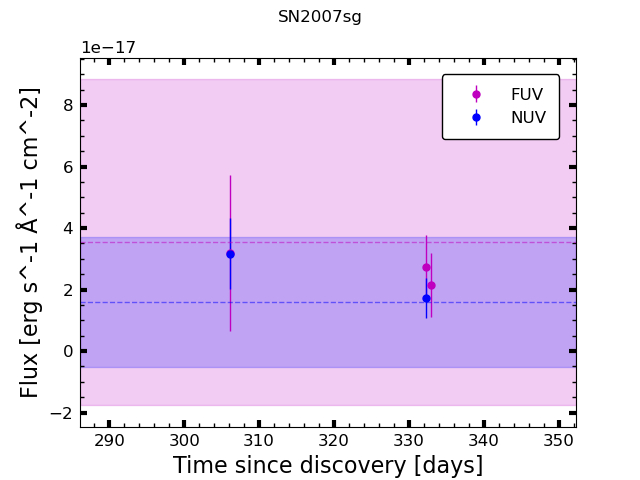 SN2007sg
1e−17
FUV
NUV
8
6
4
2
0
−2
Flux [erg s^-1 Å^-1 cm^-2]
290 300 310 320 330 340 350
Time since discovery [days]